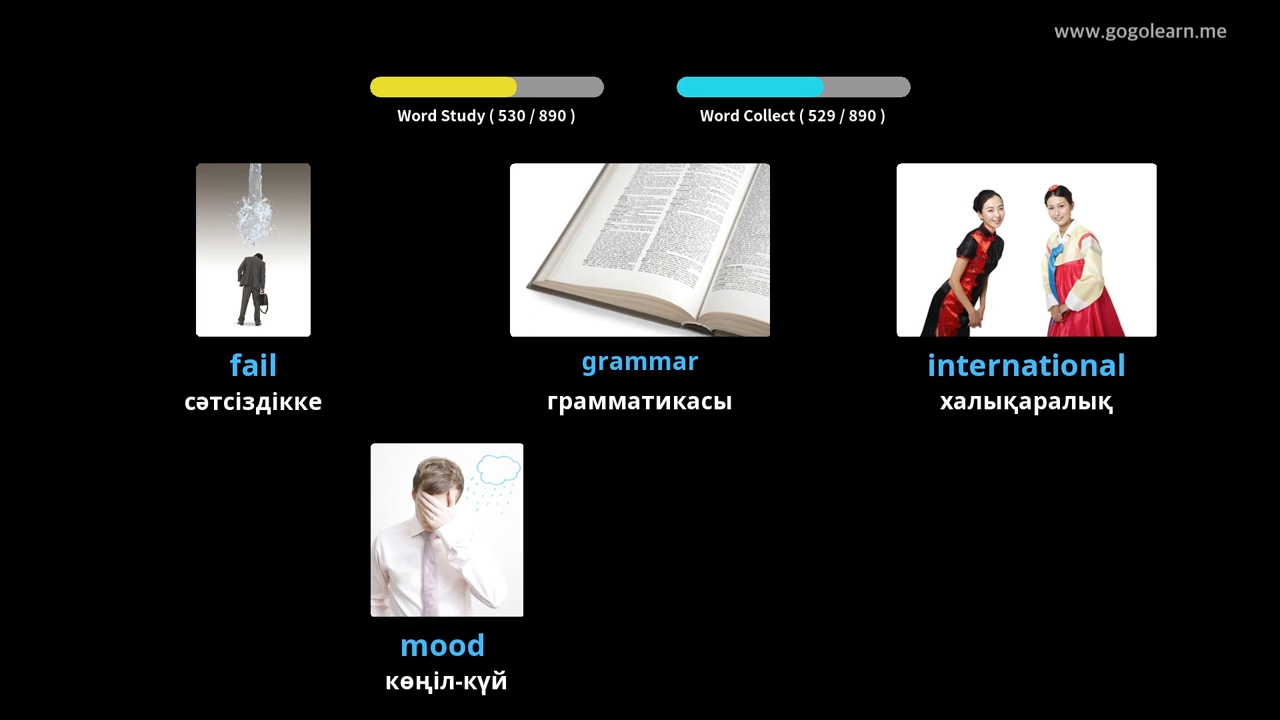 www.gogolearn.me
Word Study ( 530 / 890 )
Word Collect ( 529 / 890 )
fail
сәтсіздікке
grammar
грамматикасы
international
халықаралық
mood
көңіл-күй